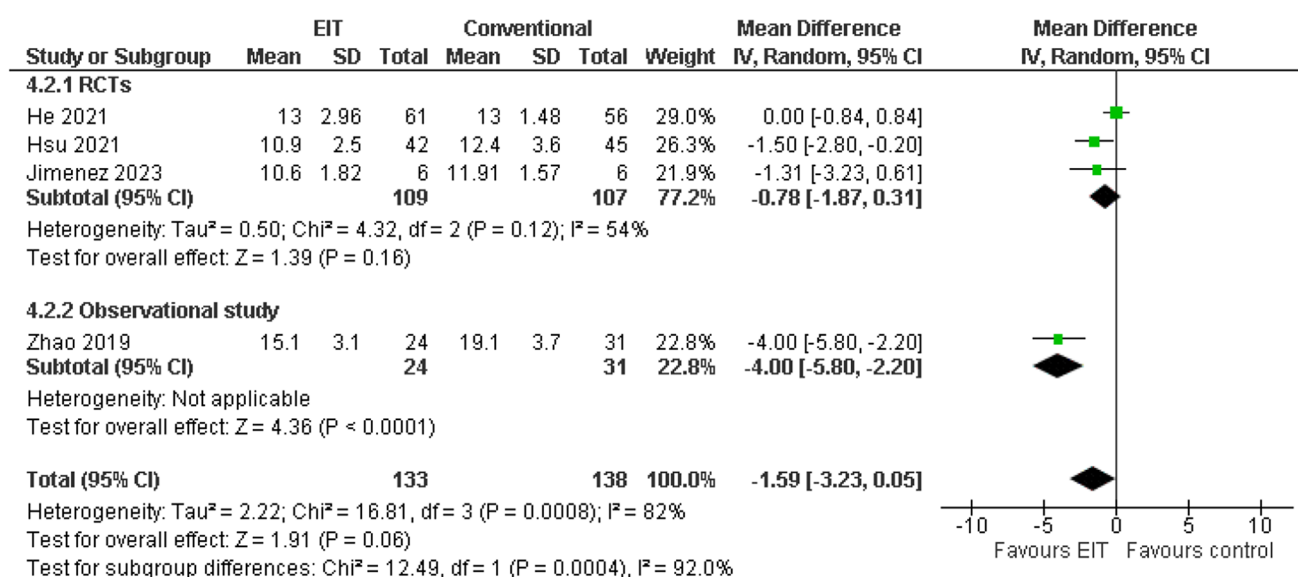 EIT Conventional Mean Difference Mean Difference
Study or Subgroup Mean SD Total Mean SD Total Weight IV, Random, 95% CI IV, Random, 95% CI
4.2.1 RCTs
He 2021 13 2.96 61 13 1.48 56 29.0% 0.00 [-0.84, 0.84]
Hsu 2021 10.9 2.5 42 12.4 3.6 45 26.3% -1.50 [-2.80, -0.20]
Jimenez 2023 10.6 1.82 6 11.91 1.57 6 21.9% -1.31 [-3.23, 0.61]
Subtotal (95% CI) 109 107 77.2% -0.78 [-1.87, 0.31]
Heterogeneity: Tau² = 0.50; Chi² = 4.32, df = 2 (P = 0.12); I² = 54%
Test for overall effect: Z = 1.39 (P = 0.16)
4.2.2 Observational study
Zhao 2019 15.1 3.1 24 19.1 3.7 31 22.8% -4.00 [-5.80, -2.20]
Subtotal (95% CI) 24 31 22.8% -4.00 [-5.80, -2.20]
Heterogeneity: Not applicable
Test for overall effect: Z = 4.36 (P < 0.0001)
Total (95% CI) 133 138 100.0% -1.59 [-3.23, 0.05]
Heterogeneity: Tau² = 2.22; Chi² = 16.81, df = 3 (P = 0.0008); I² = 82%
Test for overall effect: Z = 1.91 (P = 0.06)
Test for subgroup differences: Chi² = 12.49, df = 1 (P = 0.0004), I² = 92.0%
-10 -5 0 5 10
Favours EIT Favours control